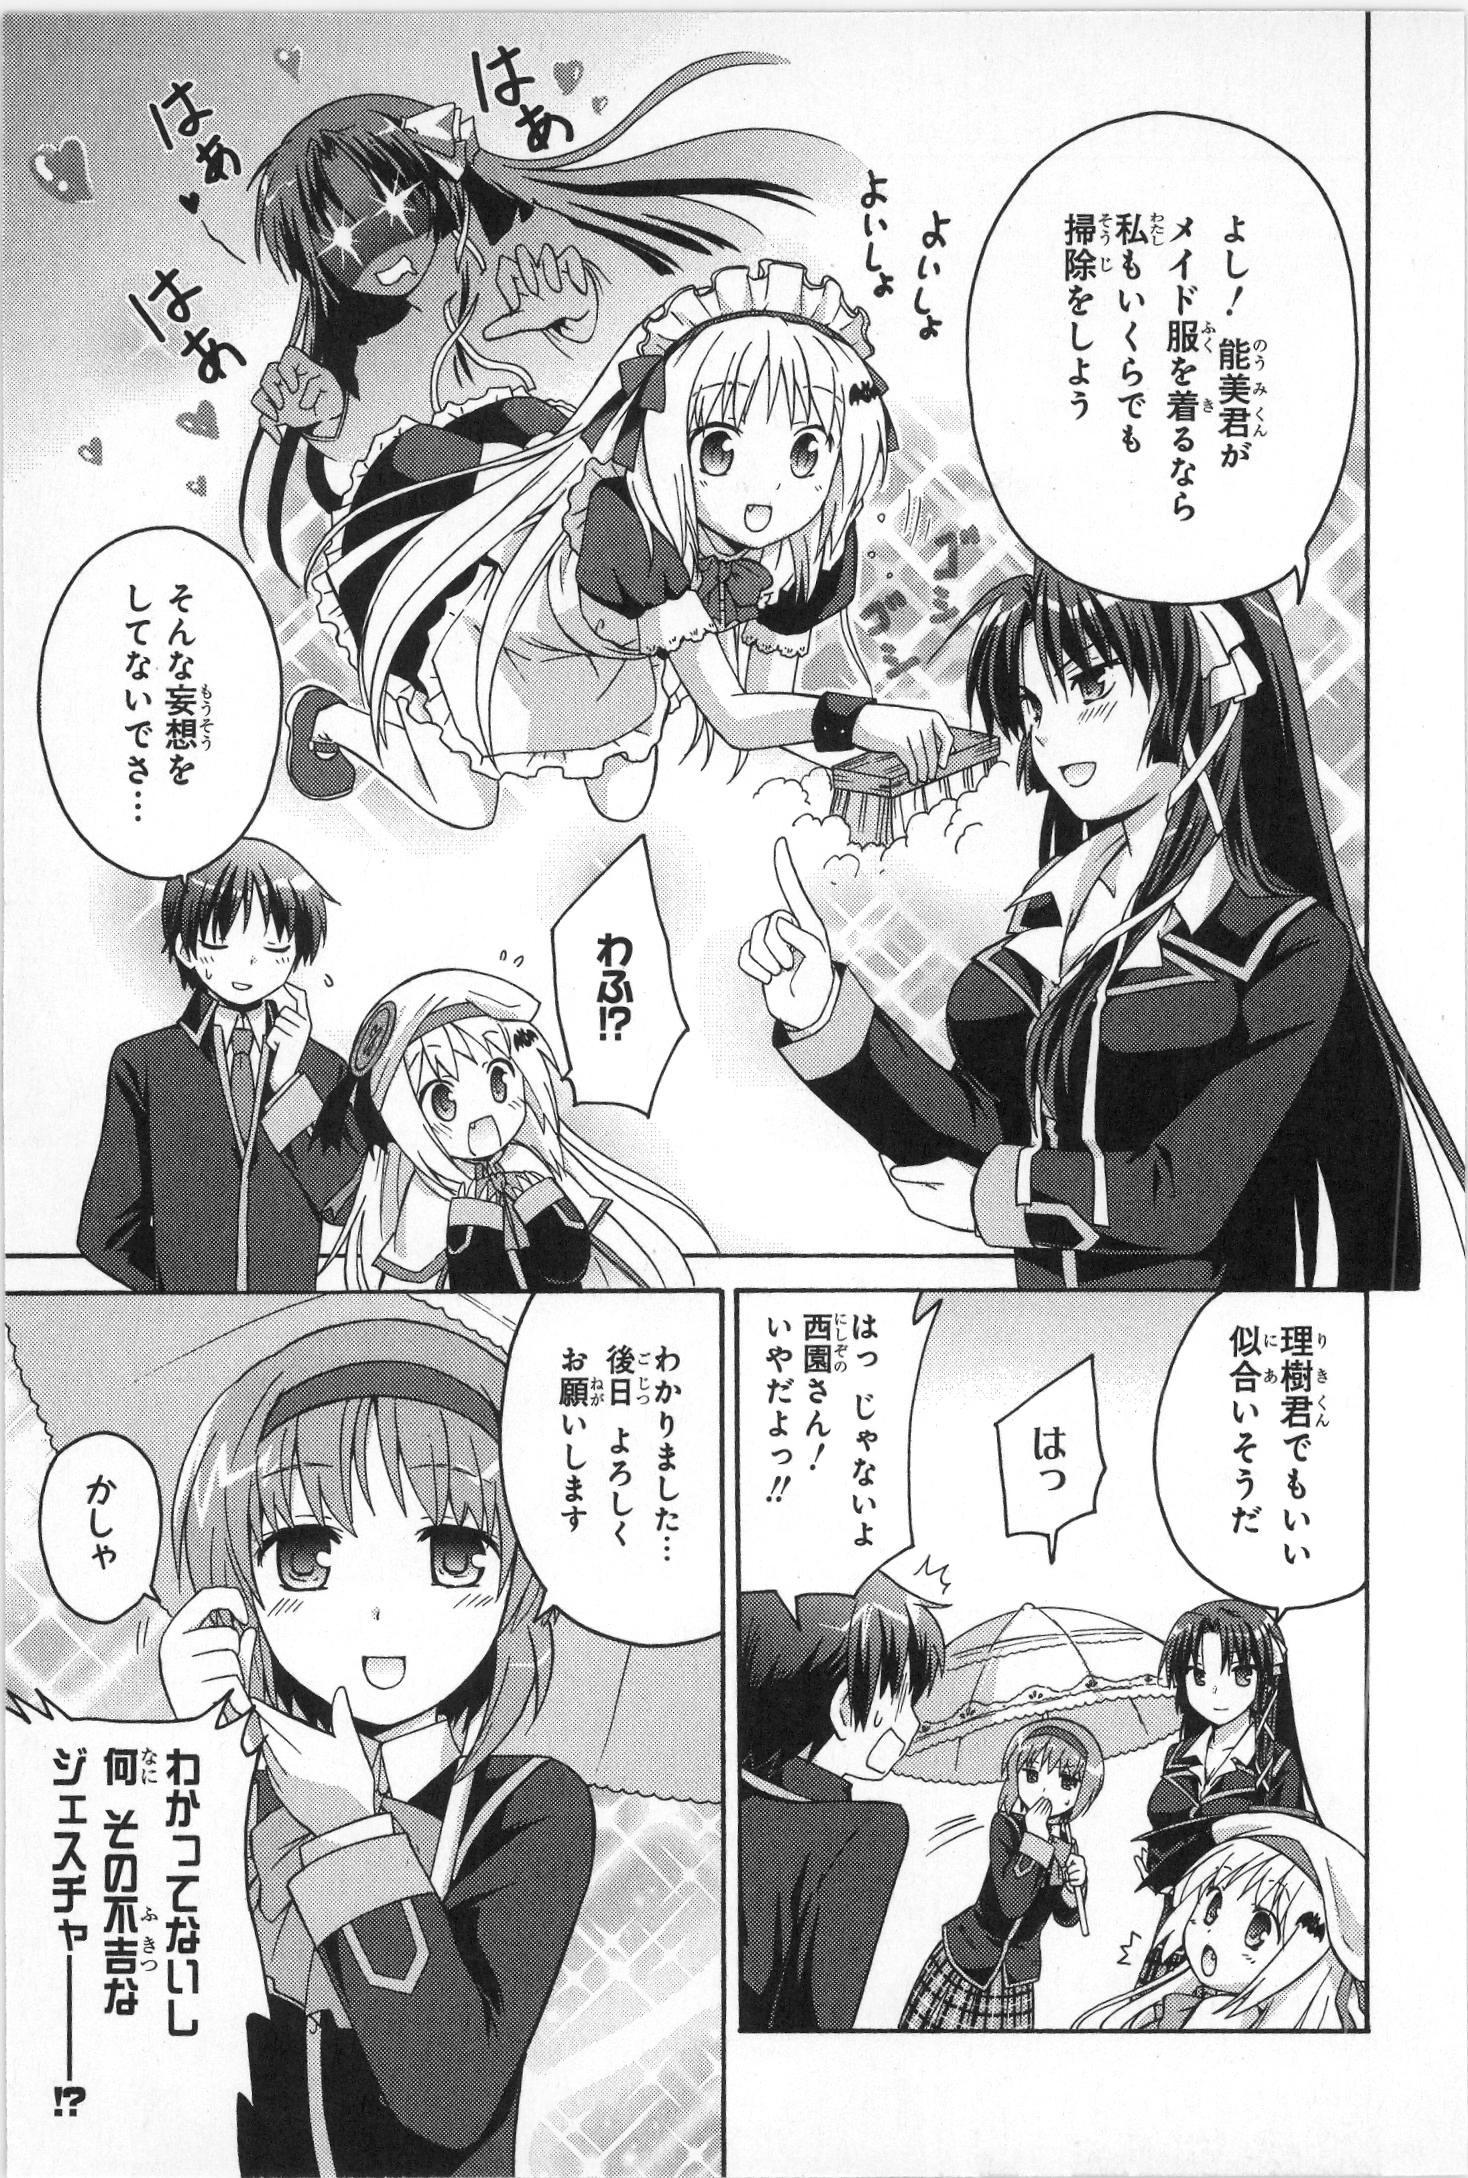 よし！能美君が
メイド服を着るなら
私もいくらでも
掃除をしよう
よいしょ
よいしょ
ゴシ
ゴシ
はぁ
はぁ
はぁ
わふ!?
そんな妄想を
してないでさ…
理樹君でもいい
似合いそうだ
はっ
はっ じゃないよ
西園さん！
いやだよっ!!
わかりました…
後日 よろしく
お願いします
かしゃ
わかってないし
何 その不吉な
ジェスチャー――!?